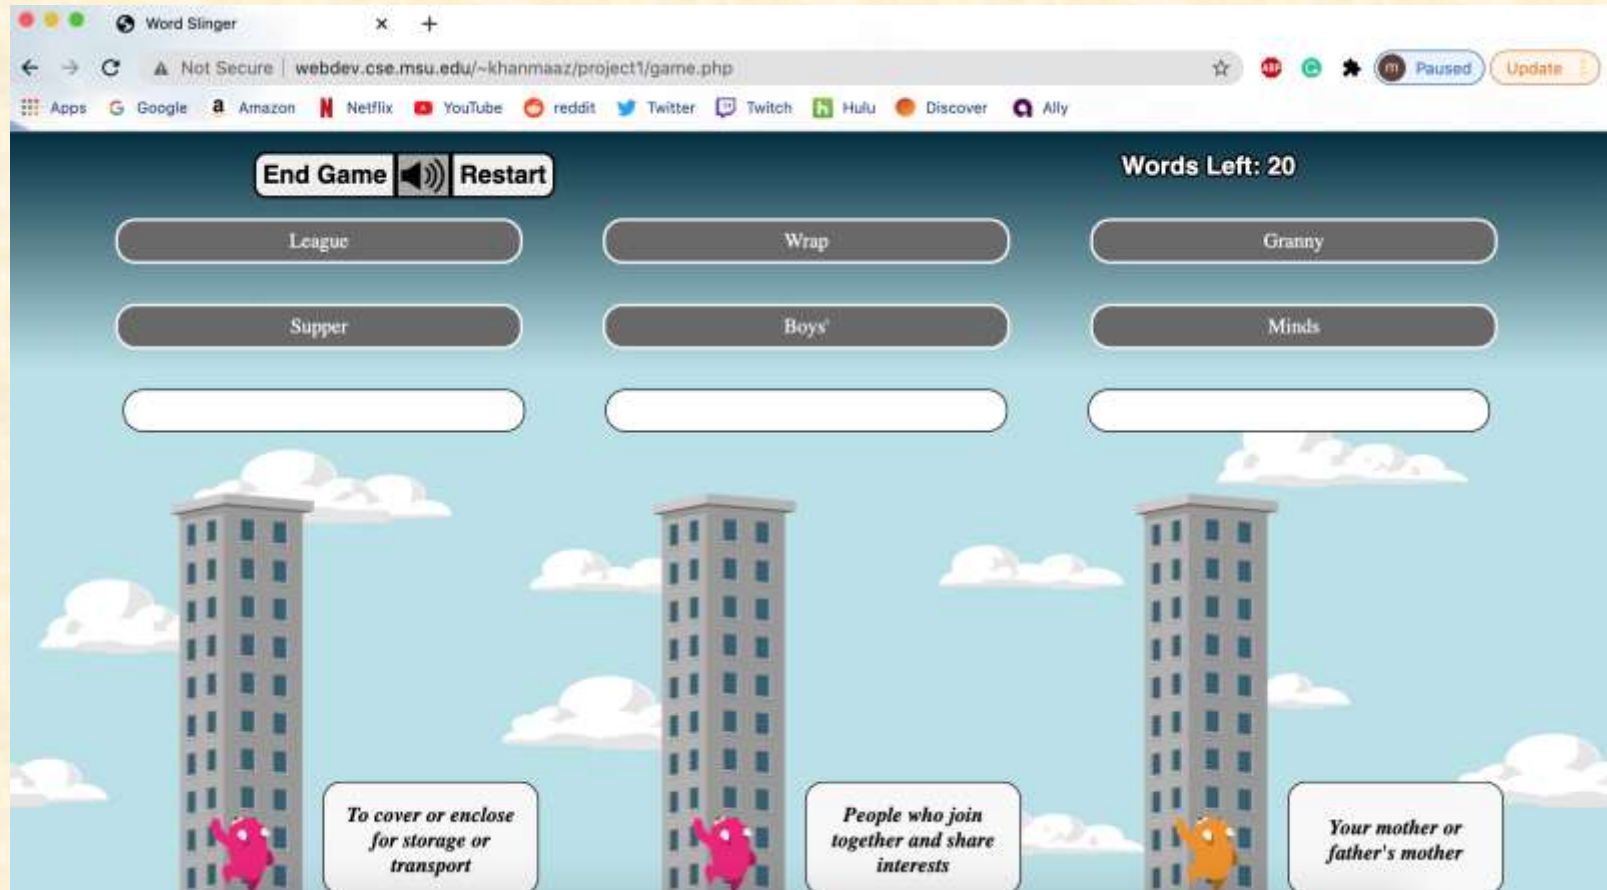 Word Slinger
Not Secure | webdev.cse.msu.edu/~khanmaaz/project1/game.php
ABP
m Paused
Update
Apps Google Amazon Netflix YouTube reddit Twitter Twitch Hulu Discover Ally
End Game Restart
Words Left: 20
League Wrap Granny
Supper Boys' Minds
To cover or enclose
for storage or
transport
People who join
together and share
interests
Your mother or
father's mother